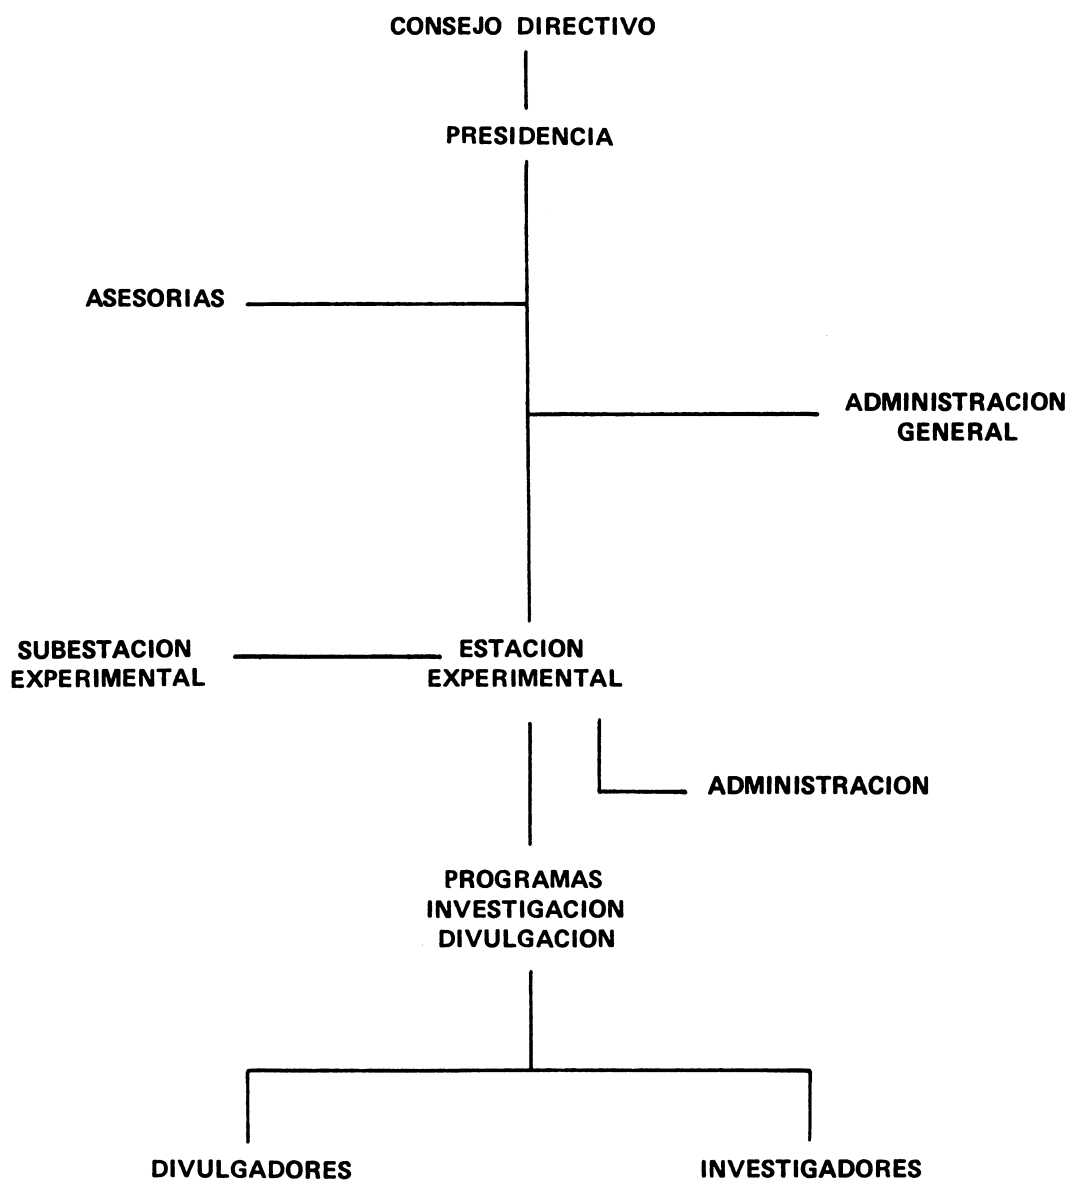 CONSEJO DIRECTIVO
PRESIDENCIA
ASESORIAS
ADMINISTRACION
GENERAL
SUBESTACION
EXPERIMENTAL
ESTACION
EXPERIMENTAL
ADMINISTRACION
PROGRAMAS
INVESTIGACION
DIVULGACION
DIVULGADORES
INVESTIGADORES